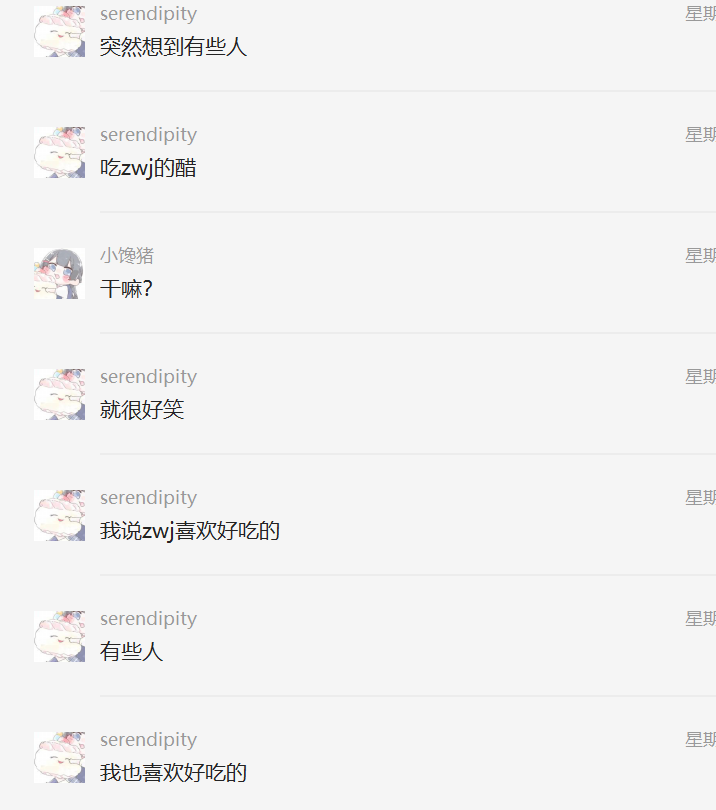 serendipity
星期
突然想到有些人
serendipity
星期
吃zwj的醋
小馋猪
星期
干嘛?
serendipity
星期
就很好笑
serendipity
星期
我说zwj喜欢好吃的
serendipity
星期
有些人
serendipity
星期
我也喜欢好吃的